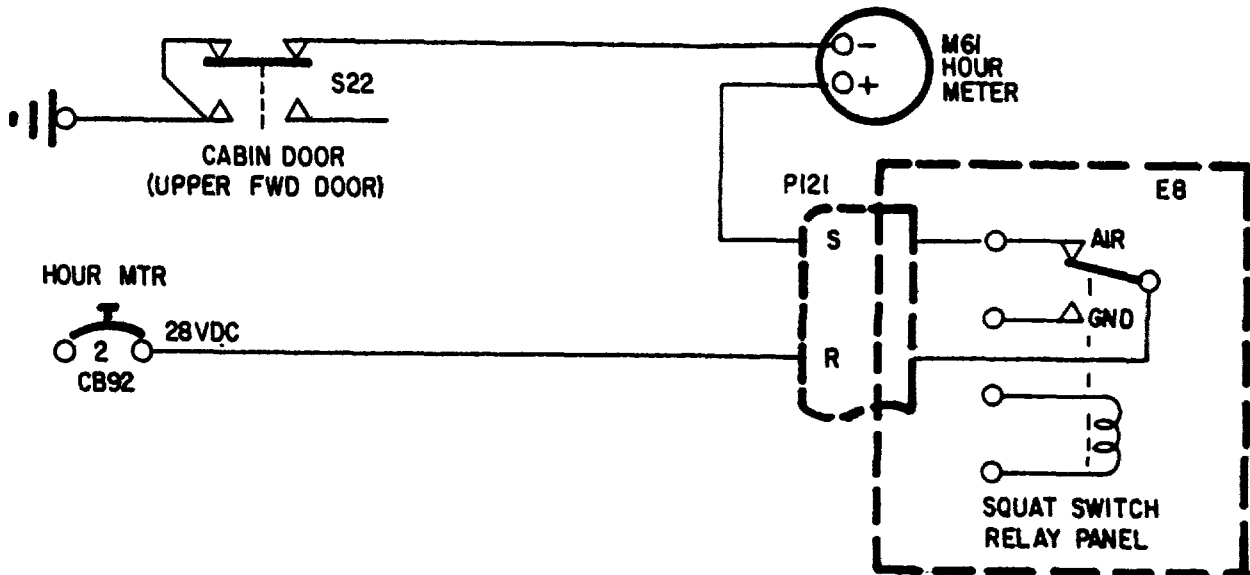 S22
CABIN DOOR
(UPPER FWD DOOR)
−
+
M61
HOUR
METER
P121
E8
S
AIR
HOUR MTR
28VDC
2
CB92
GND
R
SQUAT SWITCH
RELAY PANEL